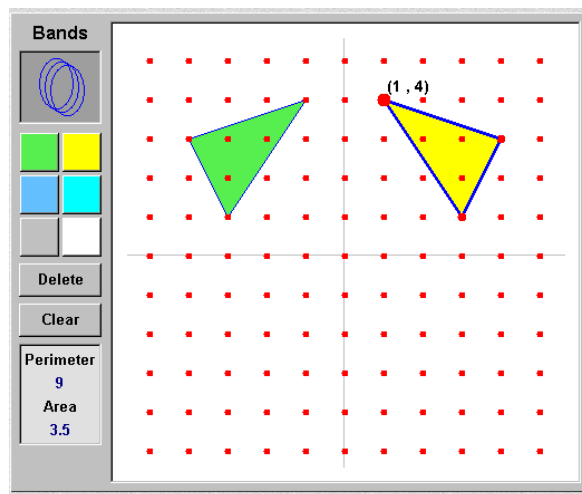 Bands
(1 , 4)
Delete
Clear
Perimeter
9
Area
3.5